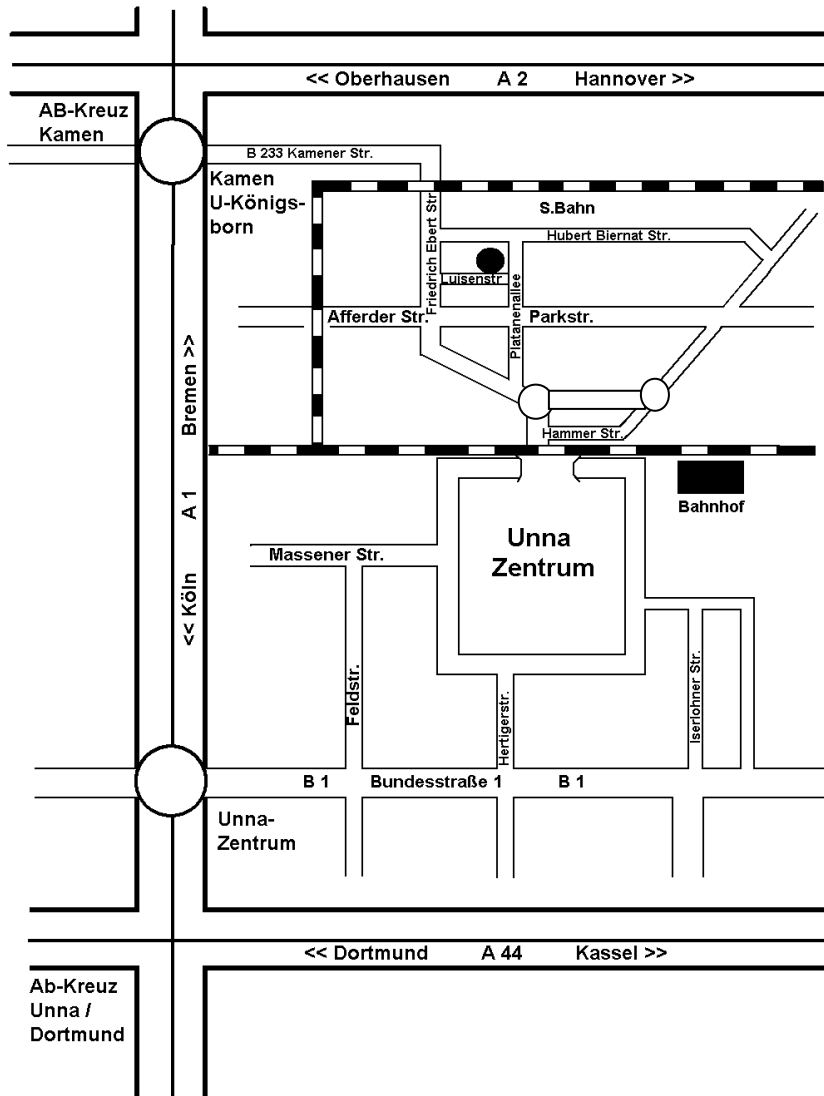 << Oberhausen A 2 Hannover >>
AB-Kreuz
Kamen
B 233 Kamener Str.
Kamen
U-Königs-
born
S.Bahn
Hubert Biernat Str.
Friedrich Ebert Str
Luisenstr
Platanenallee
Afferder Str.
Parkstr.
Hammer Str.
<< Köln A 1 Bremen >>
Bahnhof
Unna
Zentrum
Massener Str.
Feldstr.
Hertigerstr.
Iserlohner Str.
B 1 Bundesstraße 1 B 1
Unna-
Zentrum
<< Dortmund A 44 Kassel >>
Ab-Kreuz
Unna /
Dortmund